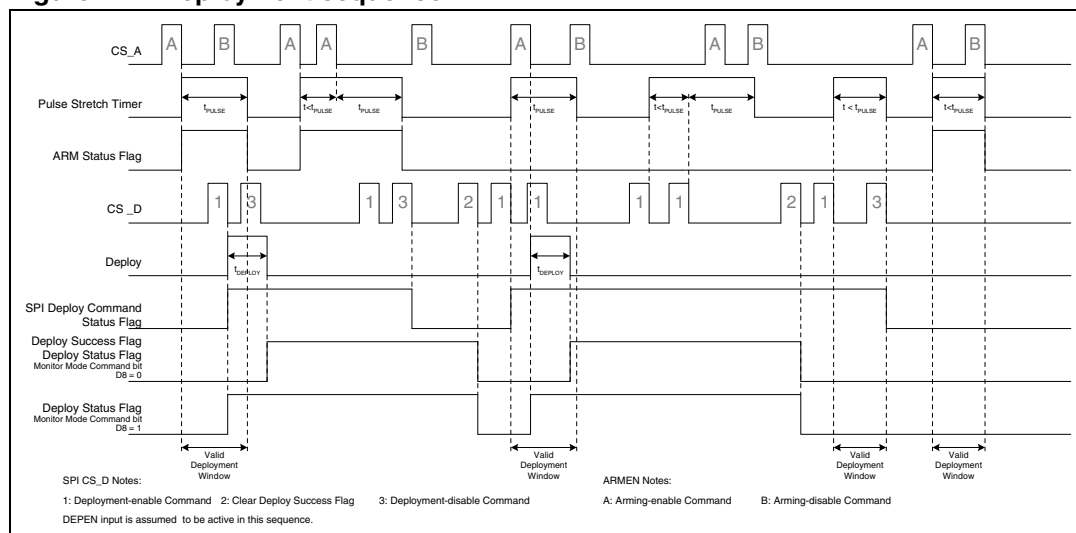 CS_A
A B A A B A B A B A B
Pulse Stretch Timer
tPULSE t<tPULSE tPULSE tPULSE t<tPULSE tPULSE t < tPULSE t<tPULSE
ARM Status Flag
CS _D
1 3 1 3 2 1 1 1 1 2 1 3
Deploy
tDEPLOY tDEPLOY
SPI Deploy Command
Status Flag
Deploy Success Flag
Deploy Status Flag
Monitor Mode Command bit
D8 = 0
Deploy Status Flag
Monitor Mode Command bit
D8 = 1
Valid
Deployment
Window
Valid
Deployment
Window
Valid
Deployment
Window
Valid
Deployment
Window
SPI CS_D Notes:
ARMEN Notes:
1: Deployment-enable Command 2: Clear Deploy Success Flag 3: Deployment-disable Command
A: Arming-enable Command B: Arming-disable Command
DEPEN input is assumed to be active in this sequence.